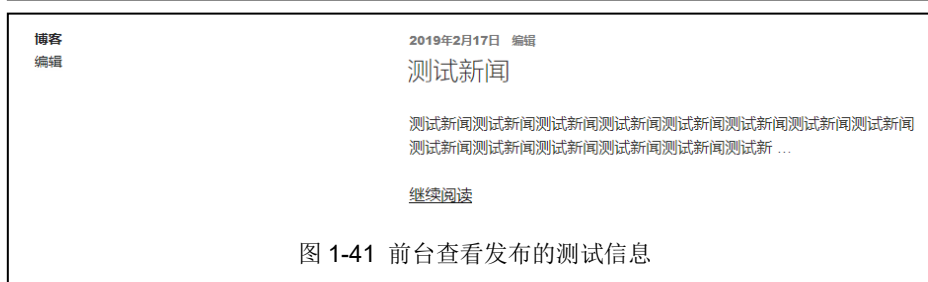 博客
编辑
2019年2月17日 编辑
测试新闻
测试新闻测试新闻测试新闻测试新闻测试新闻测试新闻测试新闻测试新闻
测试新闻测试新闻测试新闻测试新闻测试新闻测试新 …
继续阅读
图 1-41 前台查看发布的测试信息